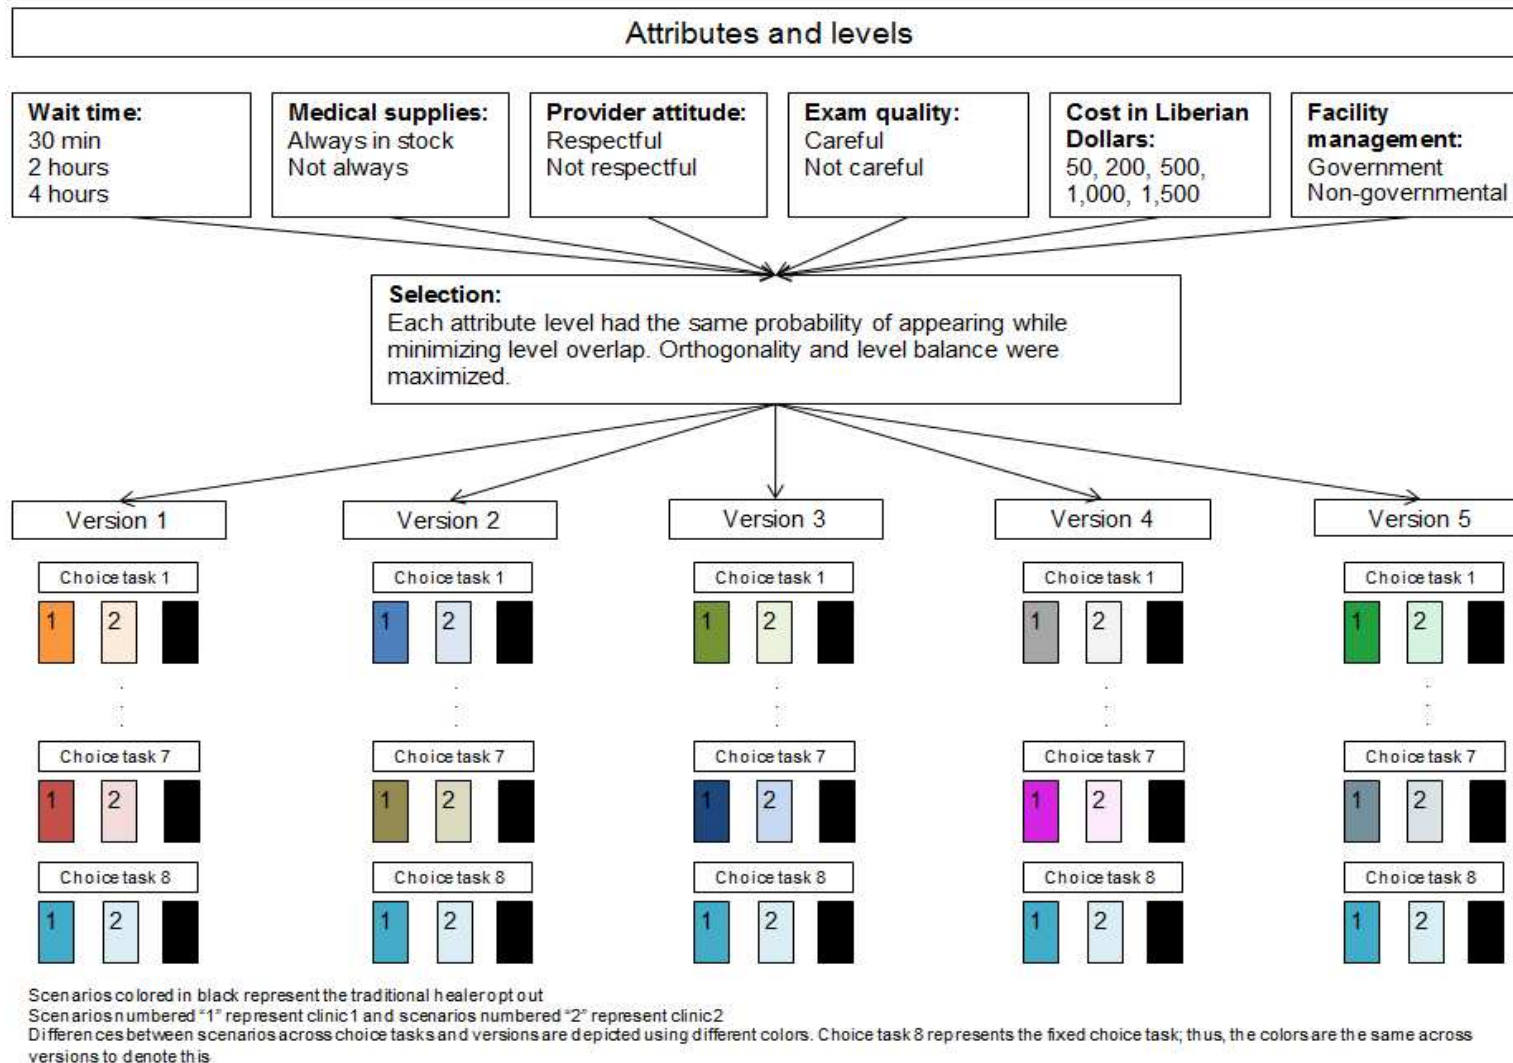 Attributes and levels
Wait time:
30 min
2 hours
4 hours
Medical supplies:
Always in stock
Not always
Provider attitude:
Respectful
Not respectful
Exam quality:
Careful
Not careful
Cost in Liberian
Dollars:
50, 200, 500,
1,000, 1,500
Facility
management:
Government
Non-governmental
Selection:
Each attribute level had the same probability of appearing while
minimizing level overlap. Orthogonality and level balance were
maximized.
Version 1
Version 2
Version 3
Version 4
Version 5
Choice task 1
Choice task 1
Choice task 1
Choice task 1
Choice task 1
1 2
1 2
1 2
1 2
1 2
Choice task 7
Choice task 7
Choice task 7
Choice task 7
Choice task 7
1 2
1 2
1 2
1 2
1 2
Choice task 8
Choice task 8
Choice task 8
Choice task 8
Choice task 8
1 2
1 2
1 2
1 2
1 2
Scenarios colored in black represent the traditional healer opt out
Scenarios numbered “1” represent clinic 1 and scenarios numbered “2” represent clinic 2
Differences between scenarios across choice tasks and versions are depicted using different colors. Choice task 8 represents the fixed choice task; thus, the colors are the same across
versions to denote this